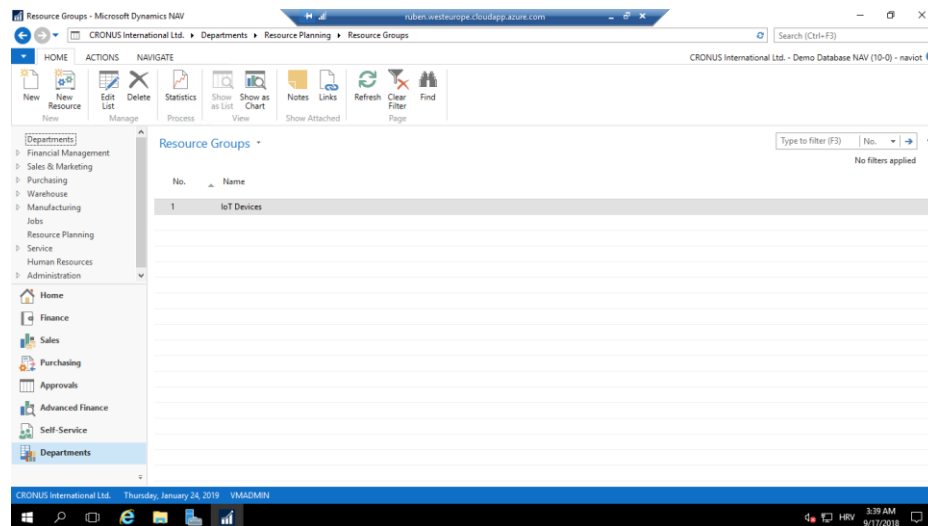 Resource Groups - Microsoft Dynamics NAV
ruben.westeurope.cloudapp.azure.com
CRONUS International Ltd. ▸ Departments ▸ Resource Planning ▸ Resource Groups
Search (Ctrl+F3)
HOME ACTIONS NAVIGATE
CRONUS International Ltd. - Demo Database NAV (10-0) - naviot
New New Resource Edit List Delete Statistics Show as List Show as Chart Notes Links Refresh Clear Filter Find
New Manage Process View Show Attached Page
Departments
Financial Management
Sales & Marketing
Purchasing
Warehouse
Manufacturing
Jobs
Resource Planning
Service
Human Resources
Administration
Home
Finance
Sales
Purchasing
Approvals
Advanced Finance
Self-Service
Departments
Resource Groups
Type to filter (F3) No.
No filters applied
No. Name
1 IoT Devices
CRONUS International Ltd. Thursday, January 24, 2019 VMADMIN
HRV
3:39 AM
9/17/2018